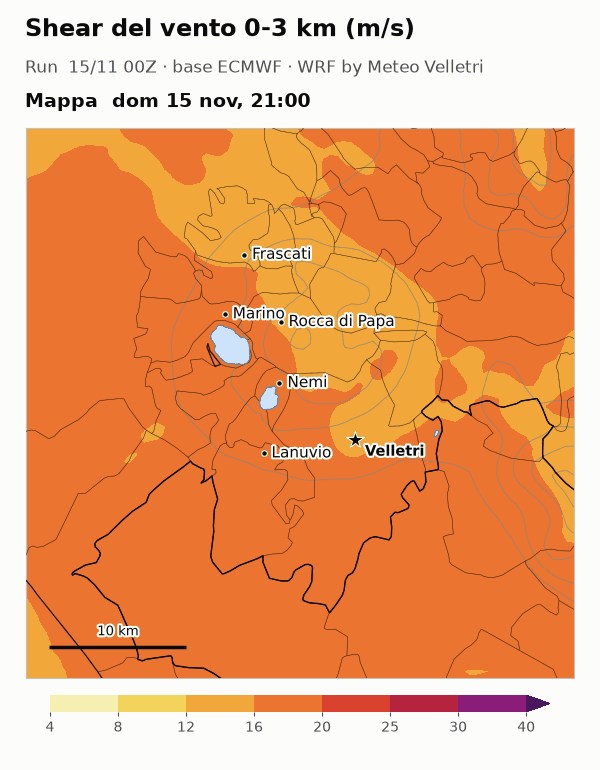 Shear del vento 0-3 km (m/s)
Run  15/11 00Z · base ECMWF · WRF by Meteo Velletri
Mappa  dom 15 nov, 21:00
Frascati
Marino
Rocca di Papa
Nemi
Velletri
Lanuvio
10 km
4 8 12 16 20 25 30 40